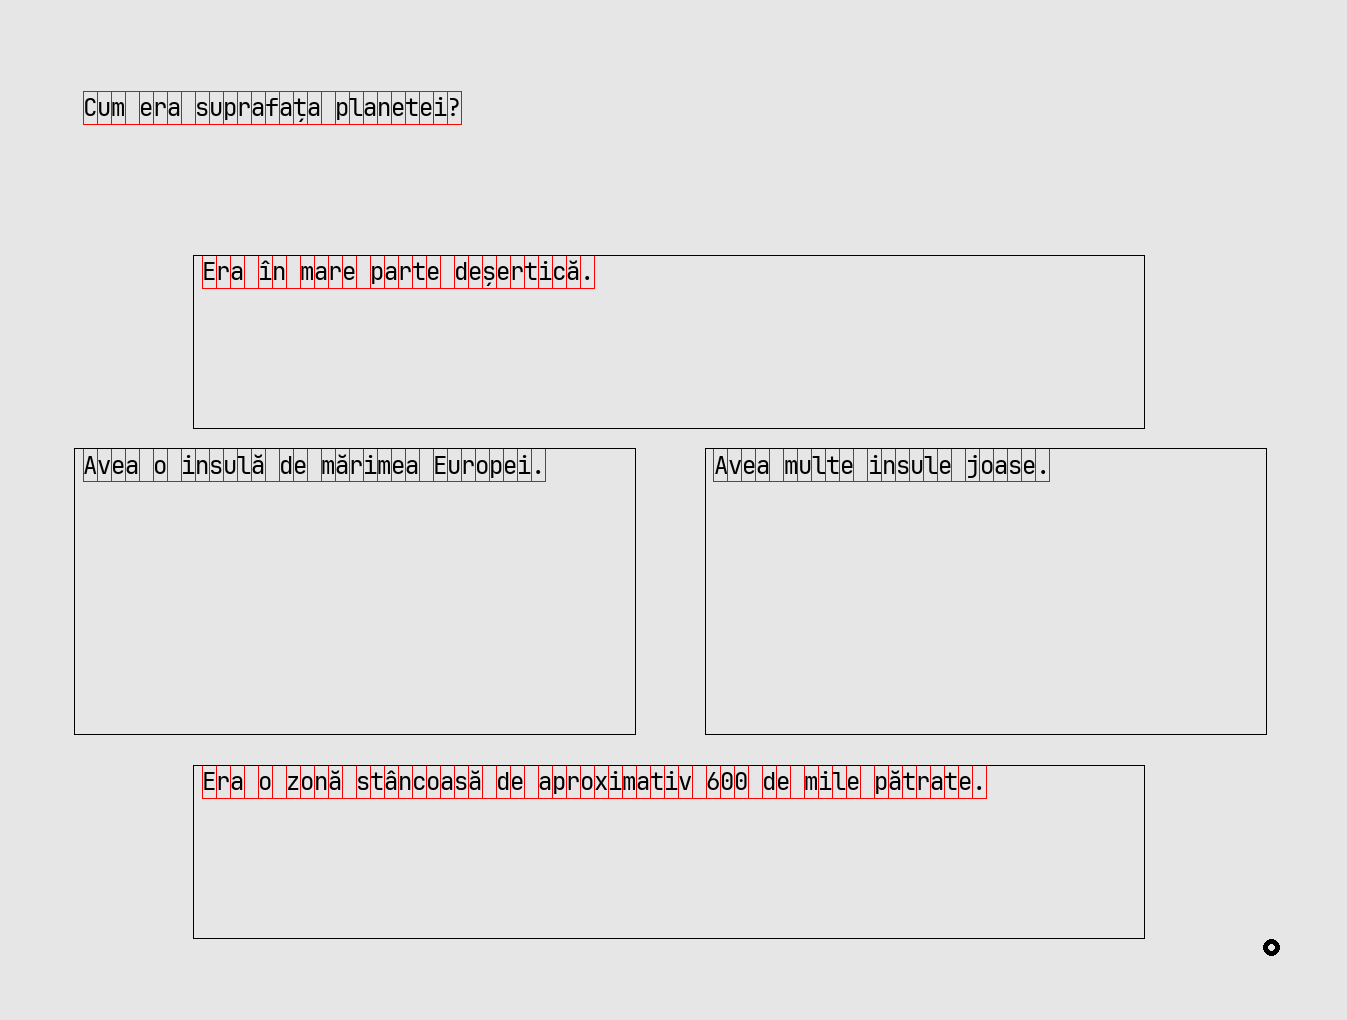 Cum era suprafața planetei?
Era în mare parte deșertică.
Avea o insulă de mărimea Europei.
Avea multe insule joase.
Era o zonă stâncoasă de aproximativ 600 de mile pătrate.